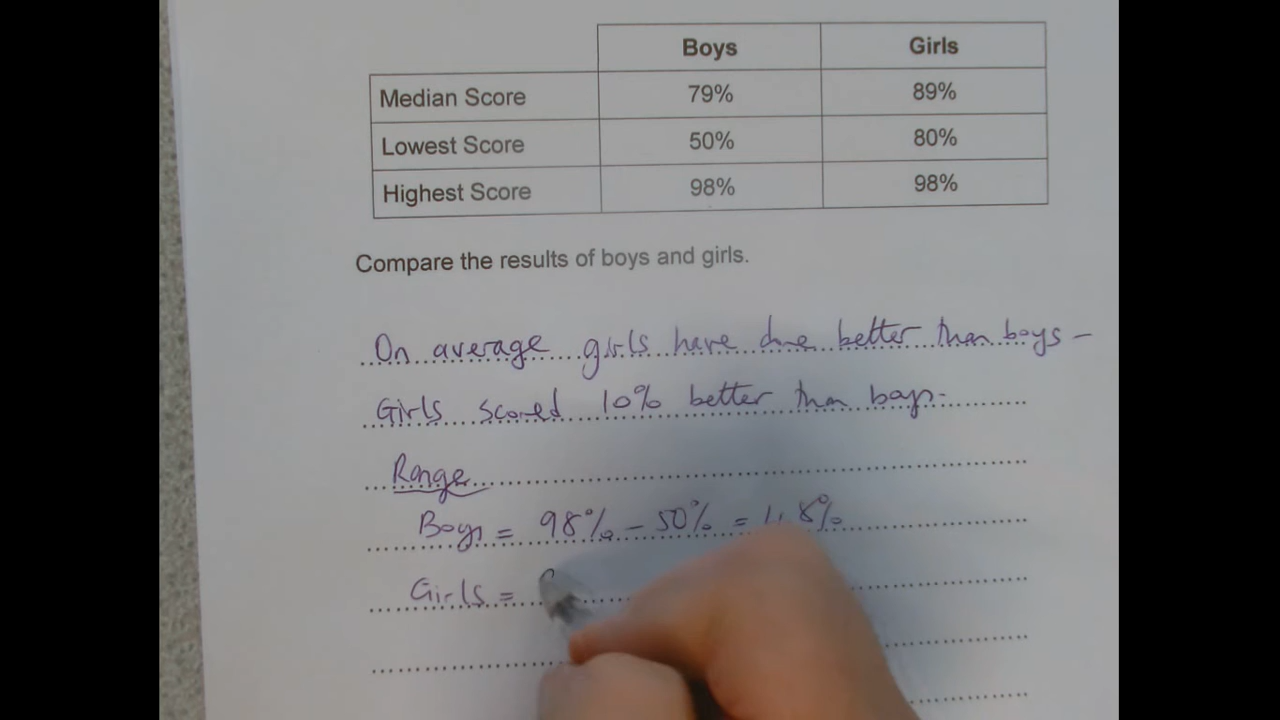 Boys Girls
Median Score 79% 89%
Lowest Score 50% 80%
Highest Score 98% 98%
Compare the results of boys and girls.
On average girls have done better than boys -
Girls scored 10% better than boys.
Range
Boys = 98% - 50% = 48%
Girls =